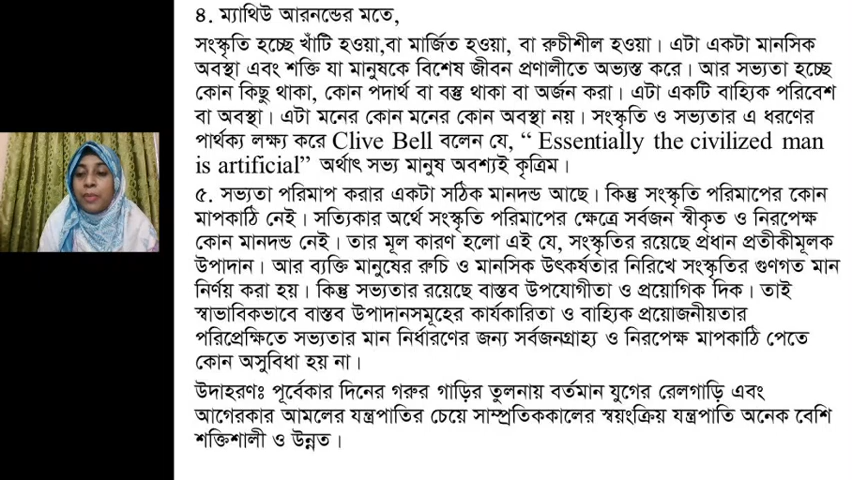 ৪. ম্যাথিউ আরনল্ডের মতে,
সংস্কৃতি হচ্ছে খাঁটি হওয়া,বা মার্জিত হওয়া, বা রুচীশীল হওয়া। এটা একটা মানসিক
অবস্থা এবং শক্তি যা মানুষকে বিশেষ জীবন প্রণালীতে অভ্যস্ত করে। আর সভ্যতা হচ্ছে
কোন কিছু থাকা, কোন পদার্থ বা বস্তু থাকা বা অর্জন করা। এটা একটি বাহ্যিক পরিবেশ
বা অবস্থা। এটা মনের কোন মনের কোন অবস্থা নয়। সংস্কৃতি ও সভ্যতার এ ধরণের
পার্থক্য লক্ষ্য করে Clive Bell বলেন যে, “ Essentially the civilized man
is artificial” অর্থাৎ সভ্য মানুষ অবশ্যই কৃত্রিম।
৫. সভ্যতা পরিমাপ করার একটা সঠিক মানদন্ড আছে। কিন্তু সংস্কৃতি পরিমাপের কোন
মাপকাঠি নেই। সত্যিকার অর্থে সংস্কৃতি পরিমাপের ক্ষেত্রে সর্বজন স্বীকৃত ও নিরপেক্ষ
কোন মানদন্ড নেই। তার মূল কারণ হলো এই যে, সংস্কৃতির রয়েছে প্রধান প্রতীকীমূলক
উপাদান। আর ব্যক্তি মানুষের রুচি ও মানসিক উৎকর্ষতার নিরিখে সংস্কৃতির গুণগত মান
নির্ণয় করা হয়। কিন্তু সভ্যতার রয়েছে বাস্তব উপযোগীতা ও প্রয়োগিক দিক। তাই
স্বাভাবিকভাবে বাস্তব উপাদানসমূহের কার্যকারিতা ও বাহ্যিক প্রয়োজনীয়তার
পরিপ্রেক্ষিতে সভ্যতার মান নির্ধারণের জন্য সর্বজনগ্রাহ্য ও নিরপেক্ষ মাপকাঠি পেতে
কোন অসুবিধা হয় না।
উদাহরণঃ পূর্বেকার দিনের গরুর গাড়ির তুলনায় বর্তমান যুগের রেলগাড়ি এবং
আগেরকার আমলের যন্ত্রপাতির চেয়ে সাম্প্রতিককালের স্বয়ংক্রিয় যন্ত্রপাতি অনেক বেশি
শক্তিশালী ও উন্নত।